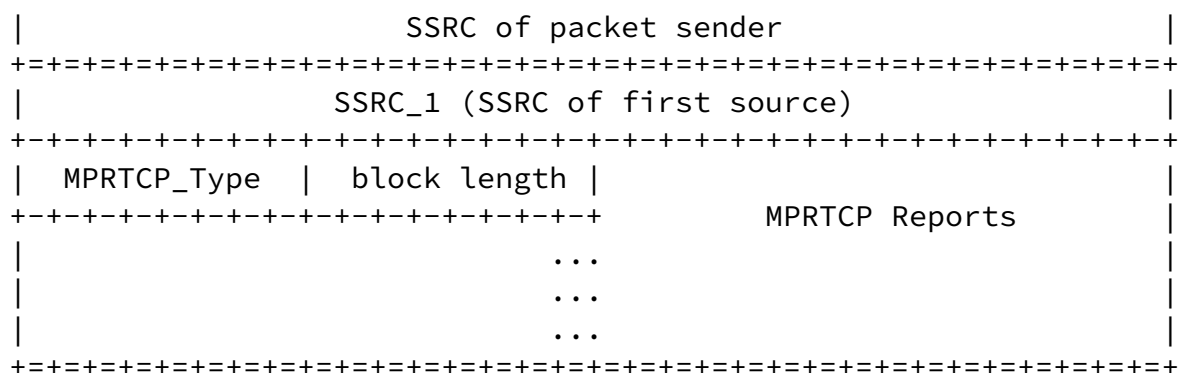 |                     SSRC of packet sender                     |
+=+=+=+=+=+=+=+=+=+=+=+=+=+=+=+=+=+=+=+=+=+=+=+=+=+=+=+=+=+=+=+=+
|                 SSRC_1 (SSRC of first source)                 |
+-+-+-+-+-+-+-+-+-+-+-+-+-+-+-+-+-+-+-+-+-+-+-+-+-+-+-+-+-+-+-+-+
|  MPRTCP_Type  |  block length |                               |
+-+-+-+-+-+-+-+-+-+-+-+-+-+-+-+-+         MPRTCP Reports        |
|                             ...                               |
|                             ...                               |
|                             ...                               |
+=+=+=+=+=+=+=+=+=+=+=+=+=+=+=+=+=+=+=+=+=+=+=+=+=+=+=+=+=+=+=+=+